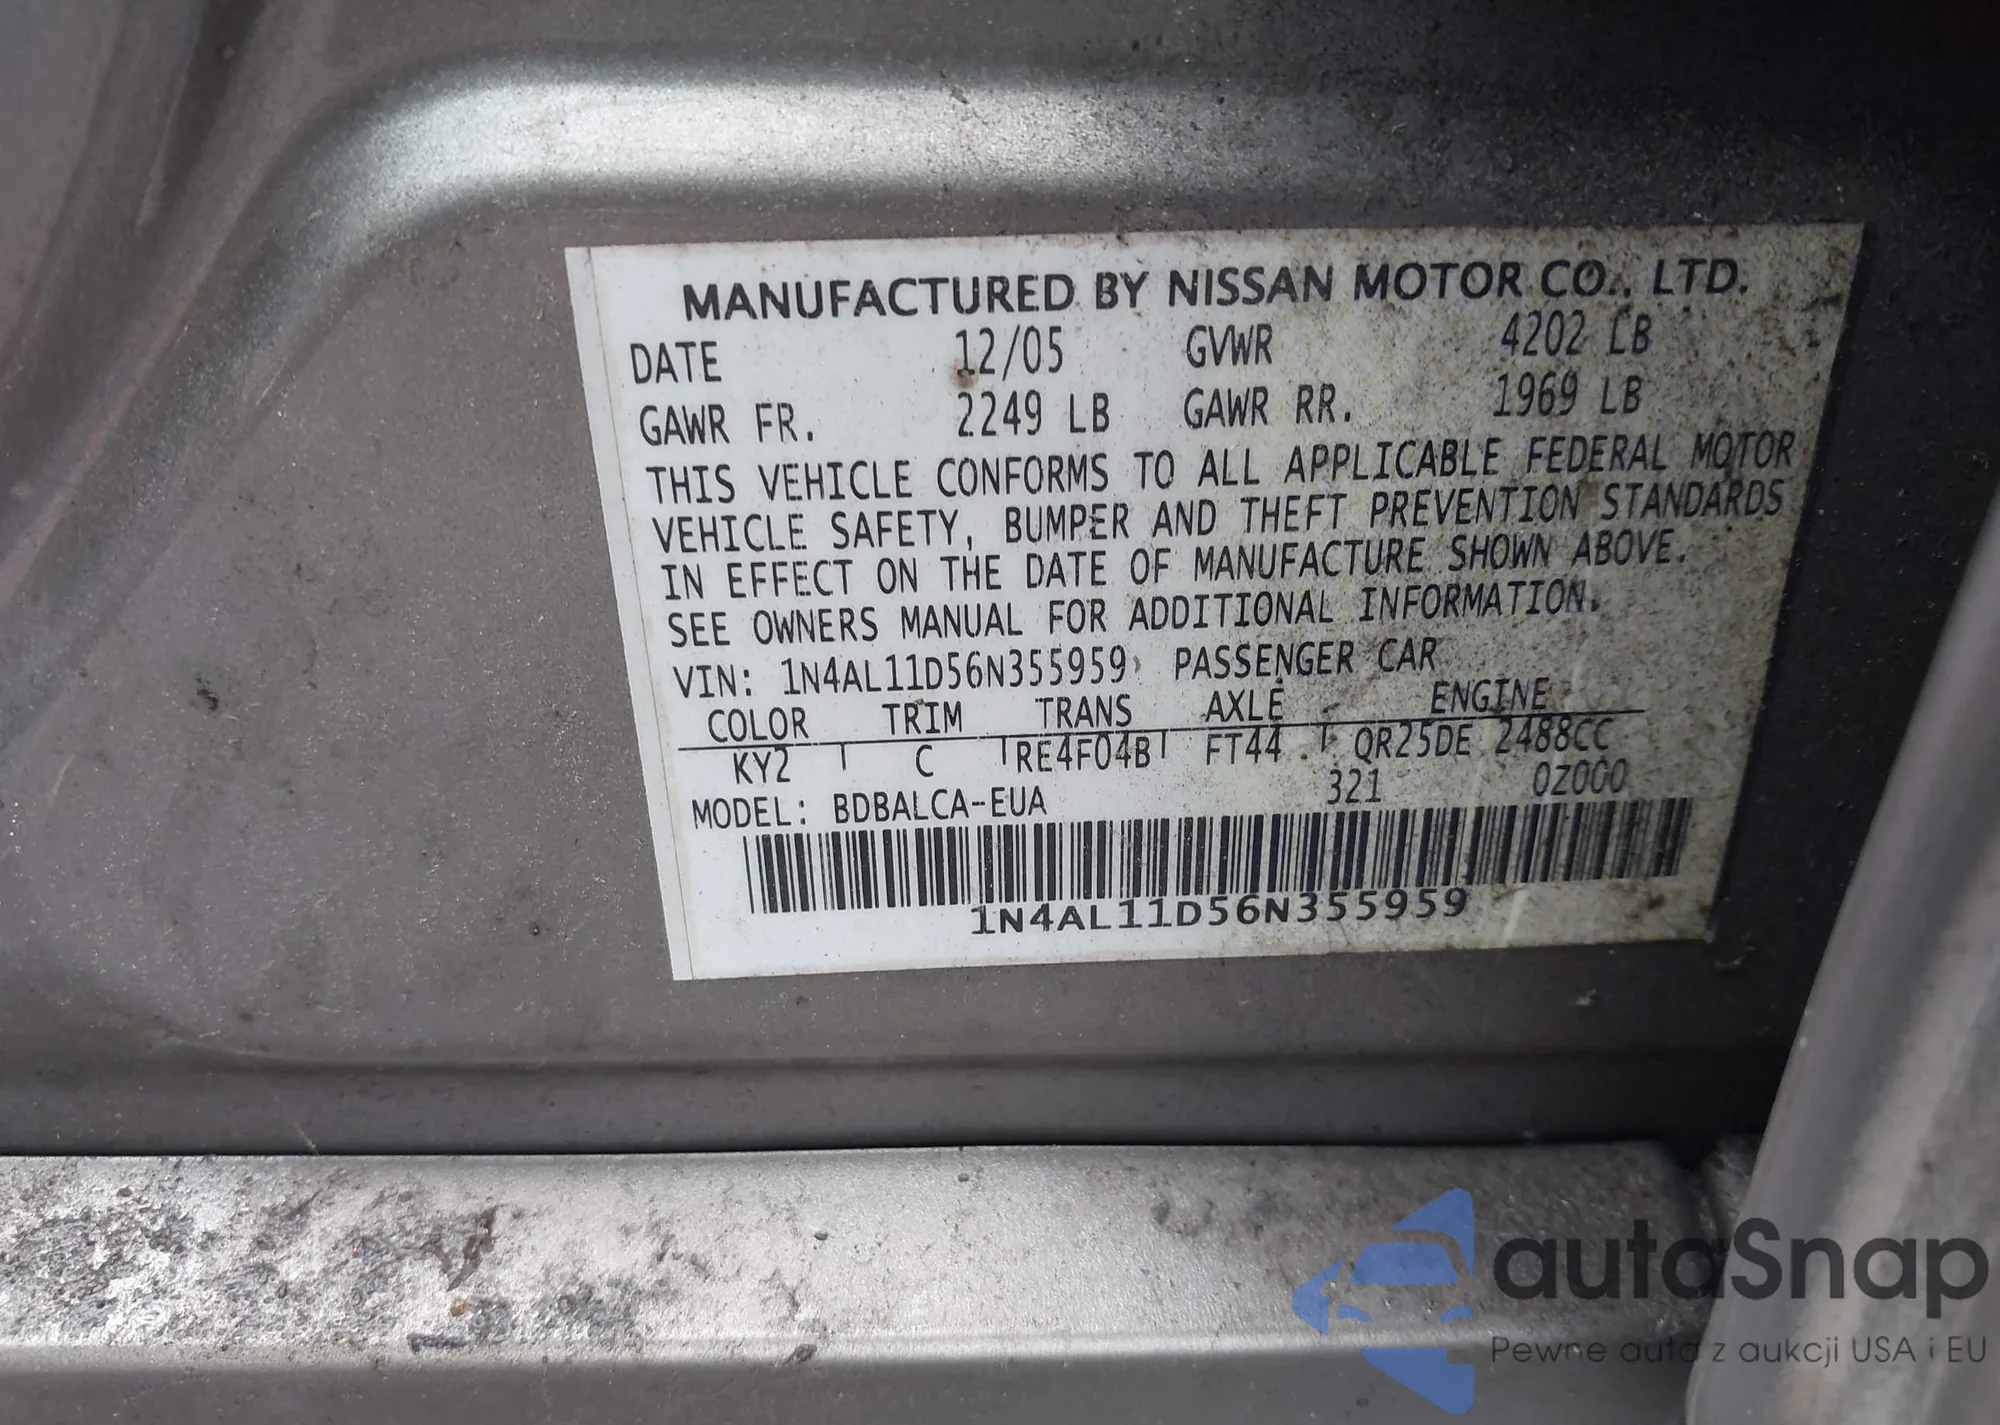 MANUFACTURED BY NISSAN MOTOR CO., LTD.
DATE 12/05 GVWR 4202 LB
GAWR FR. 2249 LB GAWR RR. 1969 LB
THIS VEHICLE CONFORMS TO ALL APPLICABLE FEDERAL MOTOR
VEHICLE SAFETY, BUMPER AND THEFT PREVENTION STANDARDS
IN EFFECT ON THE DATE OF MANUFACTURE SHOWN ABOVE.
SEE OWNERS MANUAL FOR ADDITIONAL INFORMATION.
VIN: 1N4AL11D56N355959 PASSENGER CAR
COLOR TRIM TRANS AXLE ENGINE
KY2 C RE4F04B FT44 QR25DE 2488CC
MODEL: BDBALCA-EUA 321 0Z000
1N4AL11D56N355959
autaSnap
Pewne auta z aukcji USA i EU